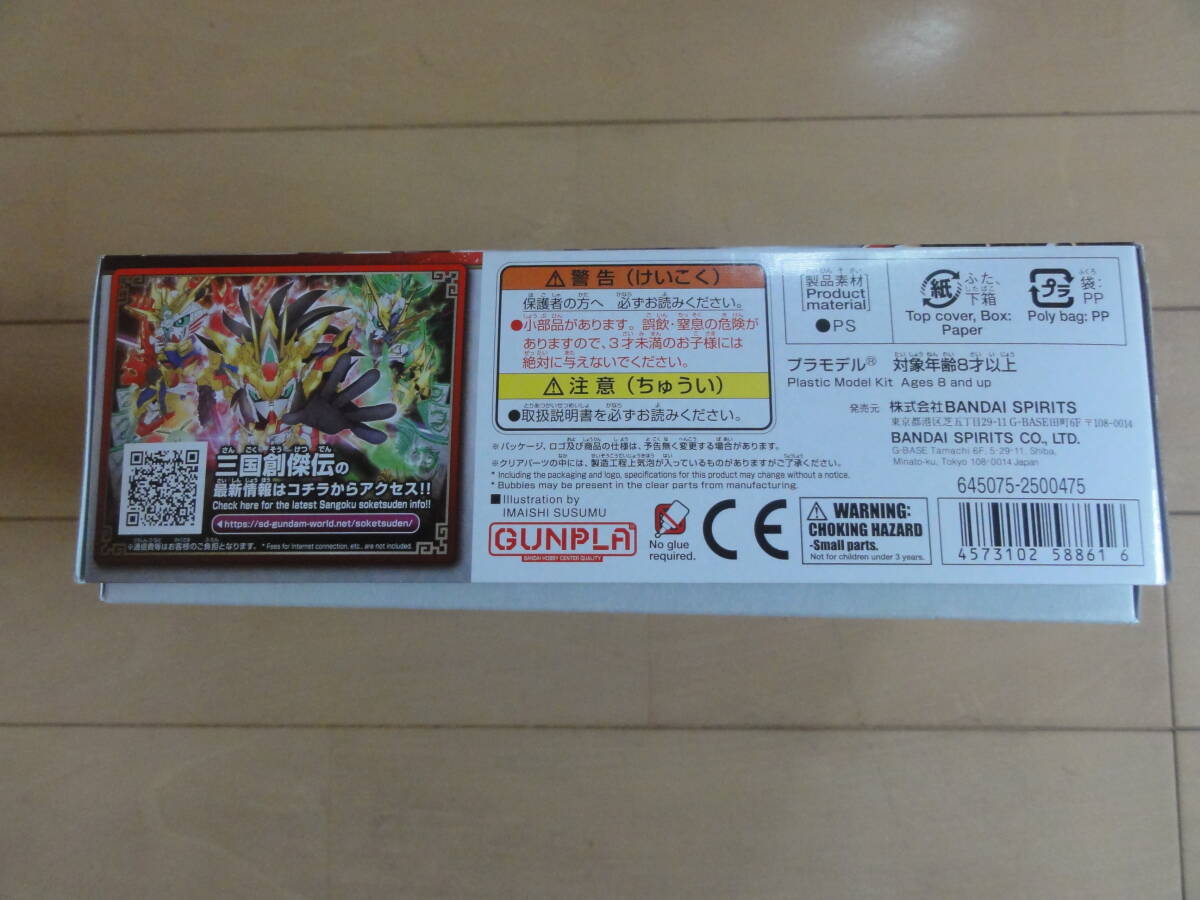 三国創傑伝の
最新情報はコチラからアクセス!!
Check here for the latest Sangoku soketsuden info!!
https://sd-gundam-world.net/soketsuden/
※通信費等はお客様のご負担となります。 * Fees for Internet connection, etc., are not included.
警告(けいこく)
保護者の方へ 必ずお読みください。
●小部品があります。誤飲・窒息の危険が
ありますので、3才未満のお子様には
絶対に与えないでください。
注意(ちゅうい)
●取扱説明書を必ずお読みください。
※パッケージ、ロゴ及び商品の仕様は、予告無く変更する場合があります。
※クリアパーツの中には、製造工程上気泡が入っているものがありますがご了承ください。
* Including the packaging and logo, specifications for this product may change without a notice.
* Bubbles may be present in the clear parts from manufacturing.
■Illustration by
IMAISHI SUSUMU
GUNPLA
BANDAI HOBBY CENTER QUALITY
No glue
required.
CE
製品素材
Product
material
●PS
紙
ふた、
下箱
Top cover, Box:
Paper
プラ
袋:
PP
Poly bag: PP
プラモデル® 対象年齢8才以上
Plastic Model Kit Ages 8 and up
発売元 株式会社BANDAI SPIRITS
東京都港区芝五丁目29-11 G-BASE田町6F 〒108-0014
BANDAI SPIRITS CO., LTD.
G-BASE Tamachi 6F, 5-29-11, Shiba,
Minato-ku, Tokyo 108-0014 Japan
645075-2500475
WARNING:
CHOKING HAZARD
-Small parts.
Not for children under 3 years.
4573102 588616